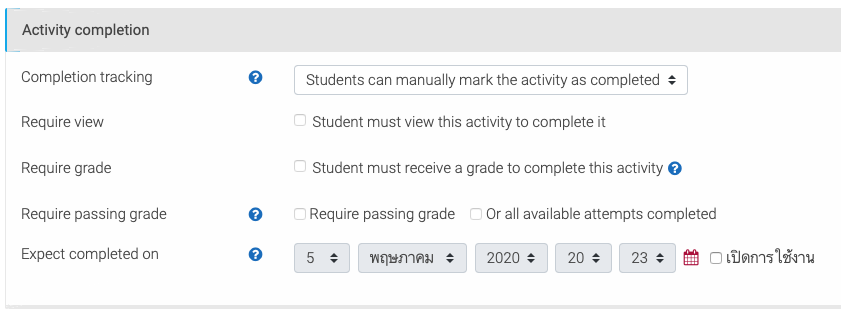 Activity completion
Completion tracking Students can manually mark the activity as completed
Require view Student must view this activity to complete it
Require grade Student must receive a grade to complete this activity
Require passing grade Require passing grade Or all available attempts completed
Expect completed on 5 พฤษภาคม 2020 20 23 เปิดการใช้งาน